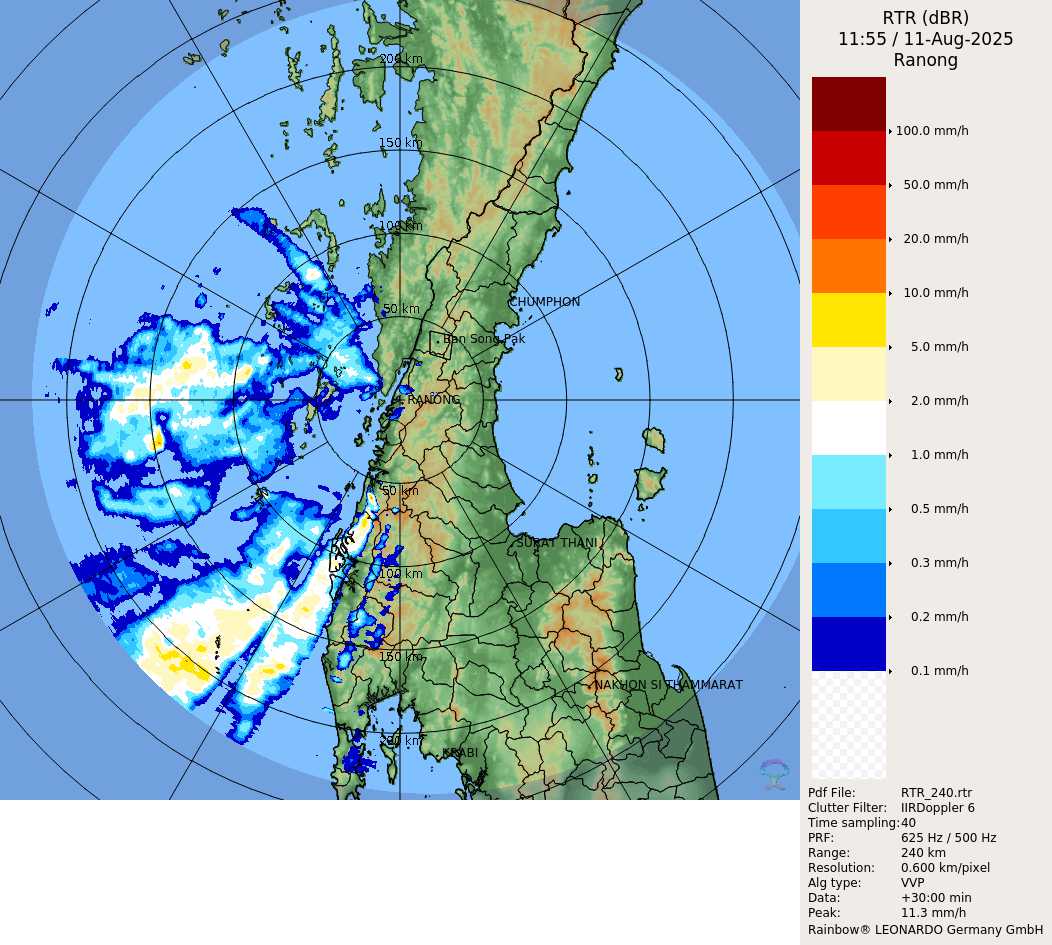 RTR (dBR)
11:55 / 11-Aug-2025
Ranong
100.0 mm/h
50.0 mm/h
20.0 mm/h
10.0 mm/h
5.0 mm/h
2.0 mm/h
1.0 mm/h
0.5 mm/h
0.3 mm/h
0.2 mm/h
0.1 mm/h
Pdf File: RTR_240.rtr
Clutter Filter: IIRDoppler 6
Time sampling: 40
PRF: 625 Hz / 500 Hz
Range: 240 km
Resolution: 0.600 km/pixel
Alg type: VVP
Data: +30:00 min
Peak: 11.3 mm/h
Rainbow® LEONARDO Germany GmbH
200 km
150 km
100 km
CHUMPHON
50 km
Ban Song Pak
RANONG
50 km
SURAT THANI
100 km
150 km
NAKHON SI THAMMARAT
200 km
KRABI